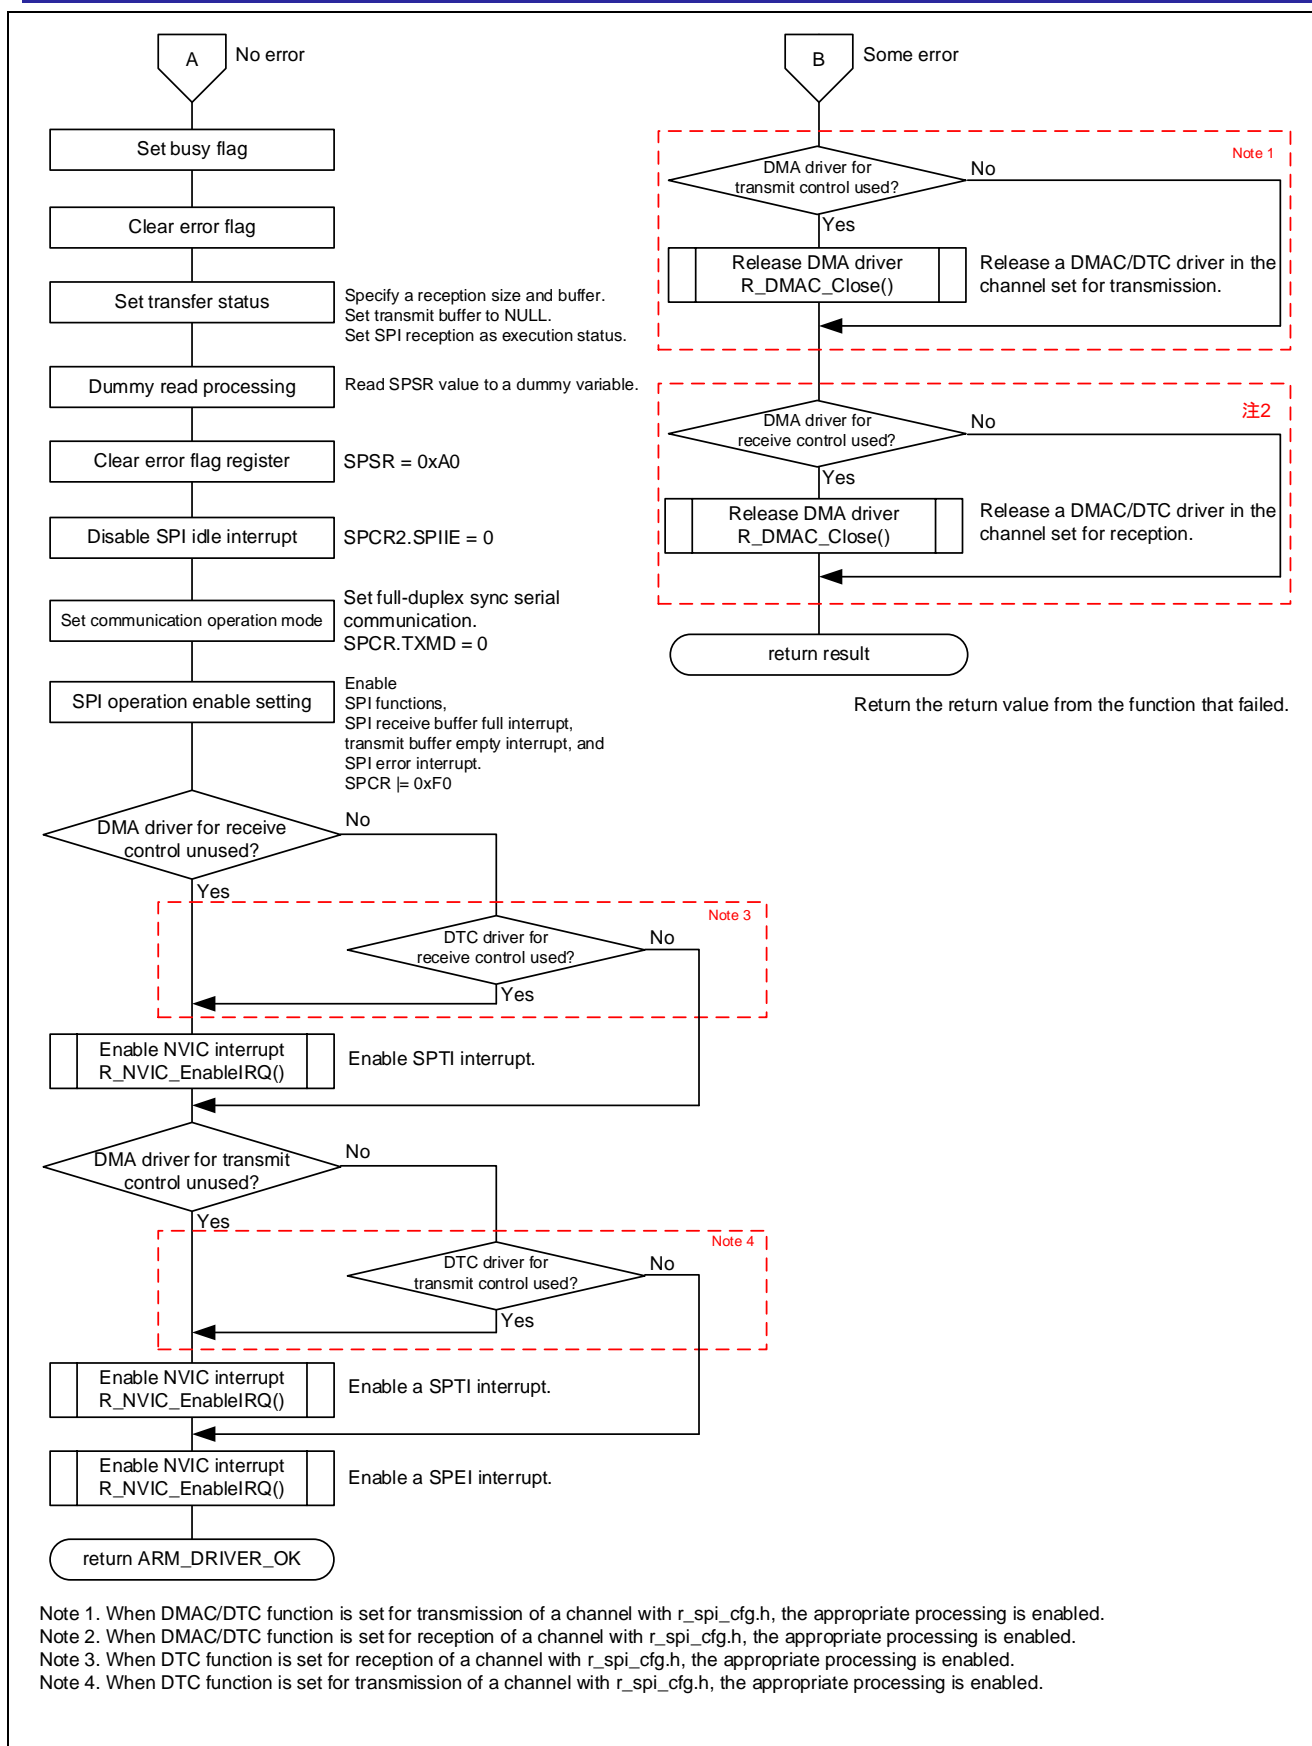 A
No error
Set busy flag
Clear error flag
Set transfer status
Specify a reception size and buffer.
Set transmit buffer to NULL.
Set SPI reception as execution status.
Dummy read processing
Read SPSR value to a dummy variable.
Clear error flag register
SPSR = 0xA0
Disable SPI idle interrupt
SPCR2.SPIIE = 0
Set communication operation mode
Set full-duplex sync serial
communication.
SPCR.TXMD = 0
SPI operation enable setting
Enable
SPI functions,
SPI receive buffer full interrupt,
transmit buffer empty interrupt, and
SPI error interrupt.
SPCR |= 0xF0
DMA driver for receive
control unused?
No
Yes
Note 3
DTC driver for
receive control used?
No
Yes
Enable NVIC interrupt
R_NVIC_EnableIRQ()
Enable SPTI interrupt.
DMA driver for transmit
control unused?
No
Yes
Note 4
DTC driver for
transmit control used?
No
Yes
Enable NVIC interrupt
R_NVIC_EnableIRQ()
Enable a SPTI interrupt.
Enable NVIC interrupt
R_NVIC_EnableIRQ()
Enable a SPEI interrupt.
return ARM_DRIVER_OK
B
Some error
Note 1
DMA driver for
transmit control used?
No
Yes
Release DMA driver
R_DMAC_Close()
Release a DMAC/DTC driver in the
channel set for transmission.
注2
DMA driver for
receive control used?
No
Yes
Release DMA driver
R_DMAC_Close()
Release a DMAC/DTC driver in the
channel set for reception.
return result
Return the return value from the function that failed.
Note 1. When DMAC/DTC function is set for transmission of a channel with r_spi_cfg.h, the appropriate processing is enabled.
Note 2. When DMAC/DTC function is set for reception of a channel with r_spi_cfg.h, the appropriate processing is enabled.
Note 3. When DTC function is set for reception of a channel with r_spi_cfg.h, the appropriate processing is enabled.
Note 4. When DTC function is set for transmission of a channel with r_spi_cfg.h, the appropriate processing is enabled.